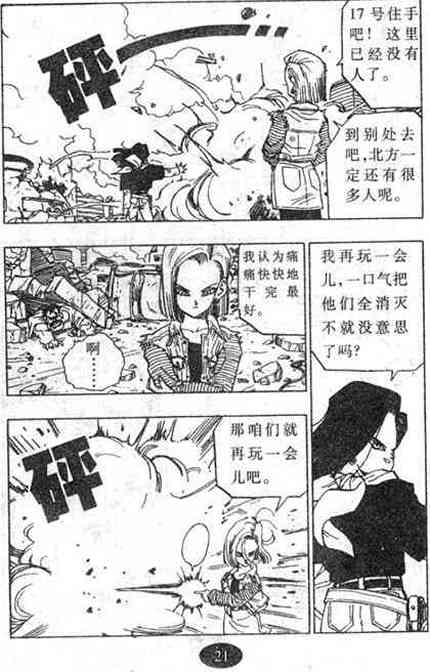 17号住手
吧！这里
已经没有
人了。
砰
到别处去
吧，北方一
定还有很
多人呢。
我认为痛
痛快快地
干完最
好。
啊
……
我再玩一会
儿，一口气把
他们全消灭
不就没意思
了吗？
那咱们就
再玩一会
儿吧。
砰
21